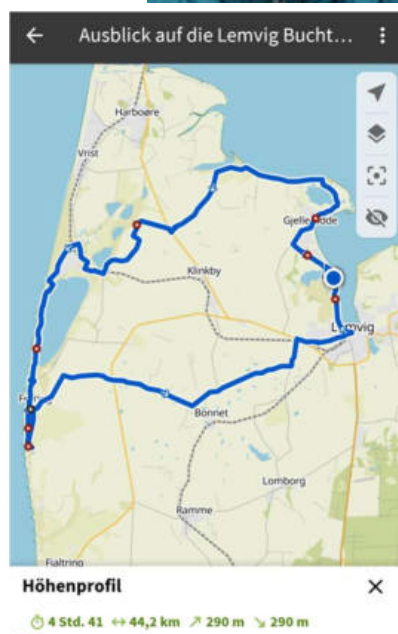 Ausblick auf die Lemvig Bucht...
Harboøre
Vrist
Klinkby
Lemvig
Bonnet
Lomborg
Ramme
Fjaltring
Höhenprofil
4 Std. 41 44,2 km 290 m 290 m